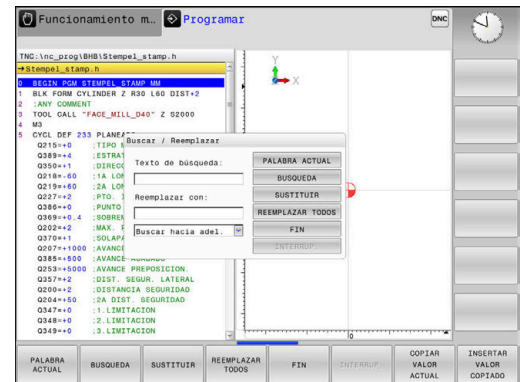 Funcionamiento m…
Programar
DNC
TNC:\nc_prog\BHB\Stempel_stamp.h
→Stempel_stamp.h
0 BEGIN PGM STEMPEL_STAMP MM
1 BLK FORM CYLINDER Z R30 L60 DIST+2
2 ;ANY COMMENT
3 TOOL CALL "FACE_MILL_D40" Z S2000
4 M3
5 CYCL DEF 233 PLANEADO
Q215=+0 ;TIPO M
Q389=+4 ;ESTRAT
Q350=+1 ;DIRECC
Q218=-60 ;1A LON
Q219=+60 ;2A LON
Q227=+2 ;PTO. I
Q386=+0 ;PUNTO
Q369=+0.4 ;SOBREM
Q202=+2 ;MAX. P
Q370=+1 ;SOLAPA
Q207=+1000 ;AVANCE
Q385=+500 ;AVANCE ACABADO
Q253=+5000 ;AVANCE PREPOSICION.
Q357=+2 ;DIST. SEGUR. LATERAL
Q200=+2 ;DISTANCIA SEGURIDAD
Q204=+50 ;2A DIST. SEGURIDAD
Q347=+0 ;1.LIMITACION
Q348=+0 ;2.LIMITACION
Q349=+0 ;3.LIMITACION
Y
X
0
Buscar / Reemplazar
Texto de búsqueda:
Reemplazar con:
Buscar hacia adel.
PALABRA ACTUAL
BUSQUEDA
SUSTITUIR
REEMPLAZAR TODOS
FIN
INTERRUP.
PALABRA ACTUAL
BUSQUEDA
SUSTITUIR
REEMPLAZAR TODOS
FIN
INTERRUP.
COPIAR VALOR ACTUAL
INSERTAR VALOR COPIADO